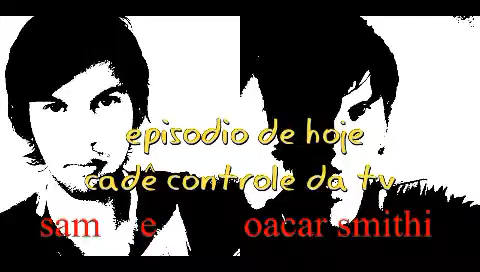 episodio de hoje
cadê controle da tv
sam e oacar smithi